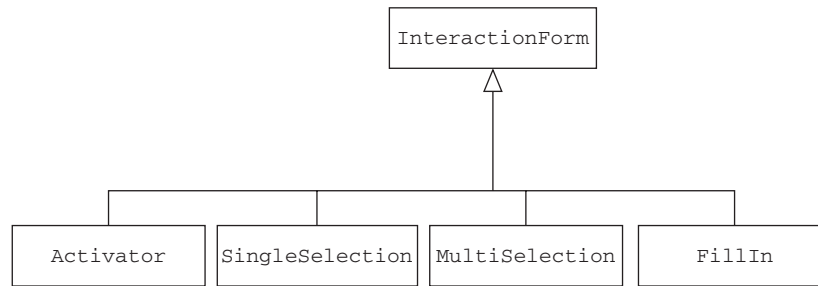 InteractionForm
Activator
SingleSelection
MultiSelection
FillIn